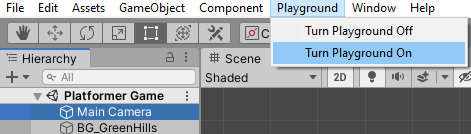 Edit Assets GameObject Component Playground Window Help
Turn Playground Off
Turn Playground On
Hierarchy
All
Scene
Shaded
2D
Platformer Game
Main Camera
BG_GreenHills